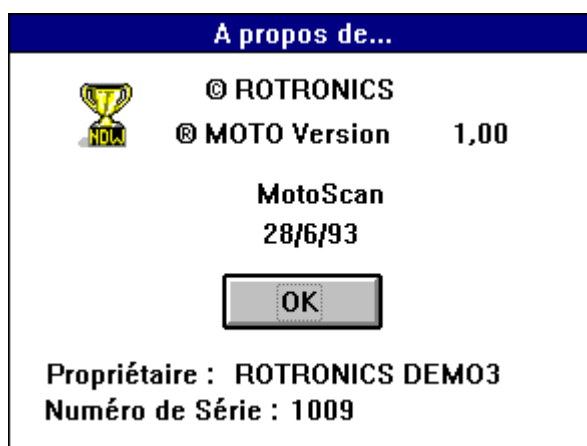 A propos de...
© ROTRONICS
® MOTO Version 1,00
NOW
MotoScan
28/6/93
OK
Propriétaire : ROTRONICS DEMO3
Numéro de Série : 1009